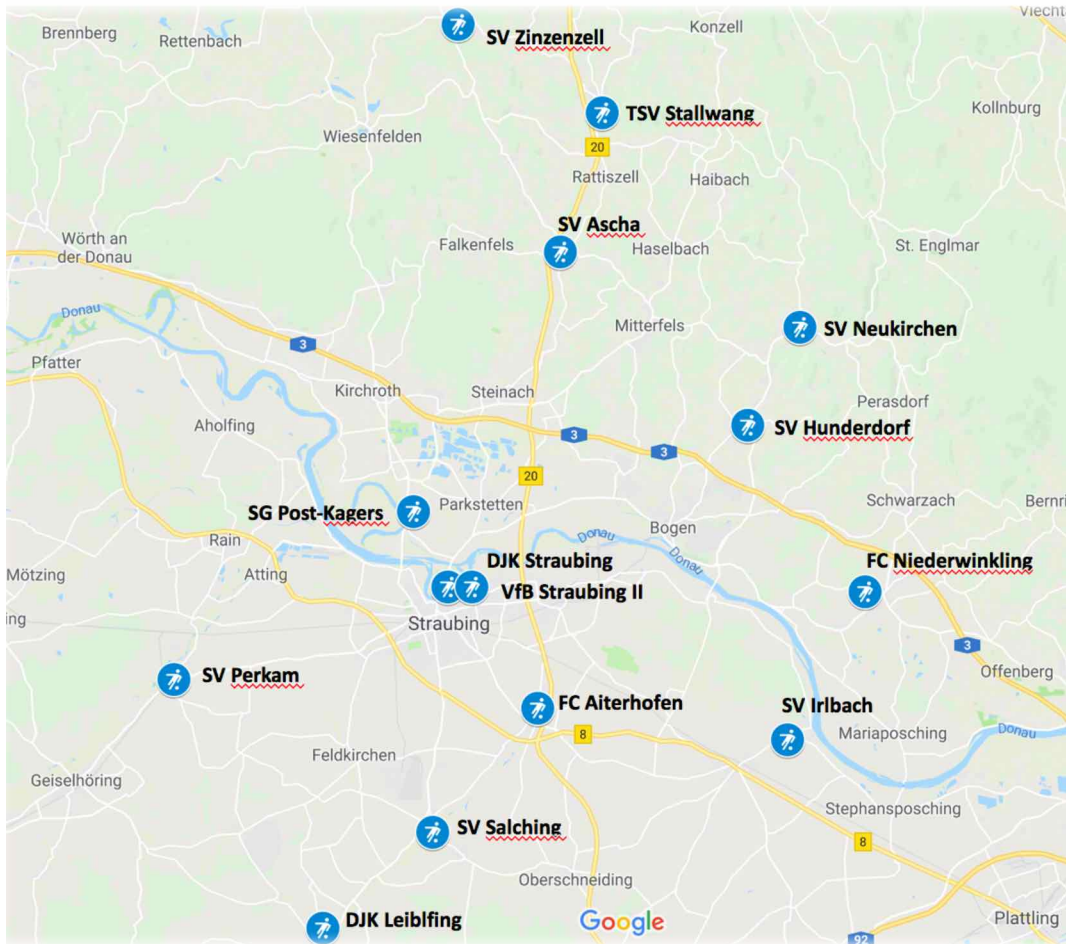 Viechta
Brennberg
Rettenbach
SV Zinzenzell
Konzell
TSV Stallwang
Kollnburg
Wiesenfelden
20
Rattiszell
Haibach
Wörth an
der Donau
Falkenfels
SV Ascha
Haselbach
St. Englmar
Donau
Mitterfels
SV Neukirchen
3
Pfatter
Kirchroth
Steinach
Perasdorf
Aholfing
3
SV Hunderdorf
3
20
SG Post-Kagers
Parkstetten
Schwarzach
Bernri
Bogen
Rain
Donau
DJK Straubing
Donau
FC Niederwinkling
Mötzing
Atting
VfB Straubing II
ing
Straubing
3
SV Perkam
Offenberg
FC Aiterhofen
SV Irlbach
8
Mariaposching
Donau
Feldkirchen
Geiselhöring
Stephansposching
SV Salching
8
Oberschneiding
DJK Leiblfing
Google
Plattling
92